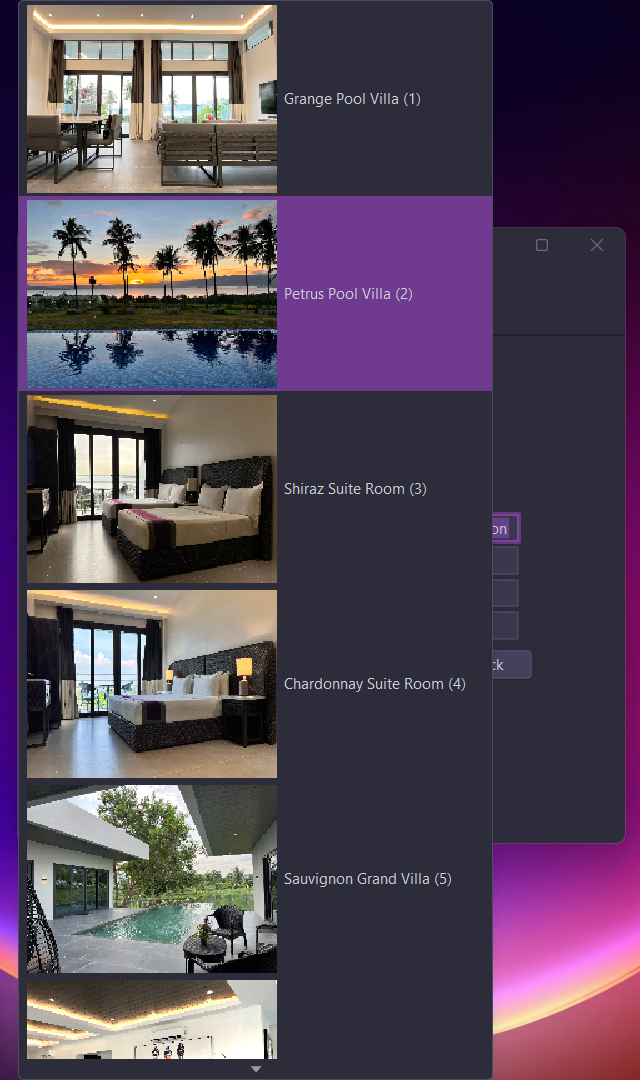 Grange Pool Villa (1)
Petrus Pool Villa (2)
Shiraz Suite Room (3)
on
Chardonnay Suite Room (4)
ck
Sauvignon Grand Villa (5)